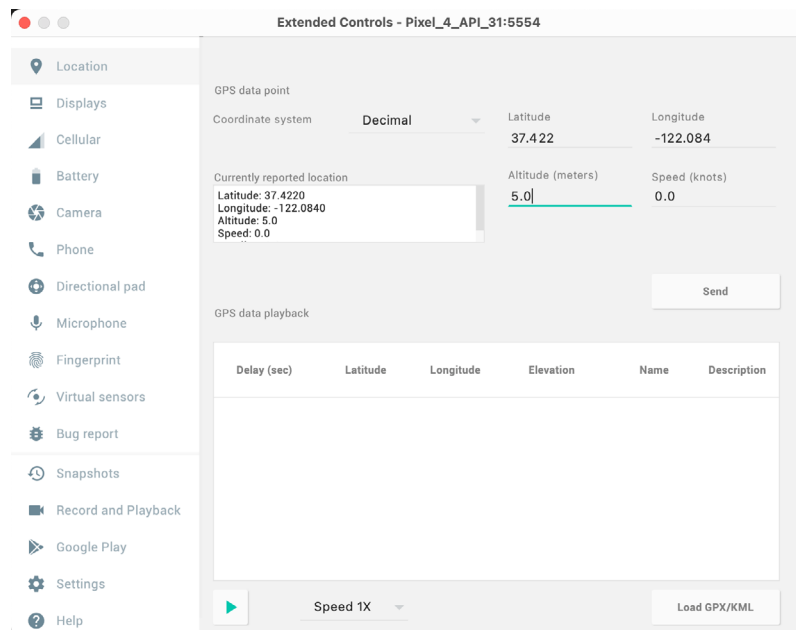 Extended Controls - Pixel_4_API_31:5554
Location
Displays
Cellular
Battery
Camera
Phone
Directional pad
Microphone
Fingerprint
Virtual sensors
Bug report
Snapshots
Record and Playback
Google Play
Settings
Help
GPS data point
Coordinate system
Decimal
Latitude
37.422
Longitude
-122.084
Currently reported location
Latitude: 37.4220
Longitude: -122.0840
Altitude: 5.0
Speed: 0.0
Altitude (meters)
5.0
Speed (knots)
0.0
Send
GPS data playback
Delay (sec) Latitude Longitude Elevation Name Description
Speed 1X
Load GPX/KML